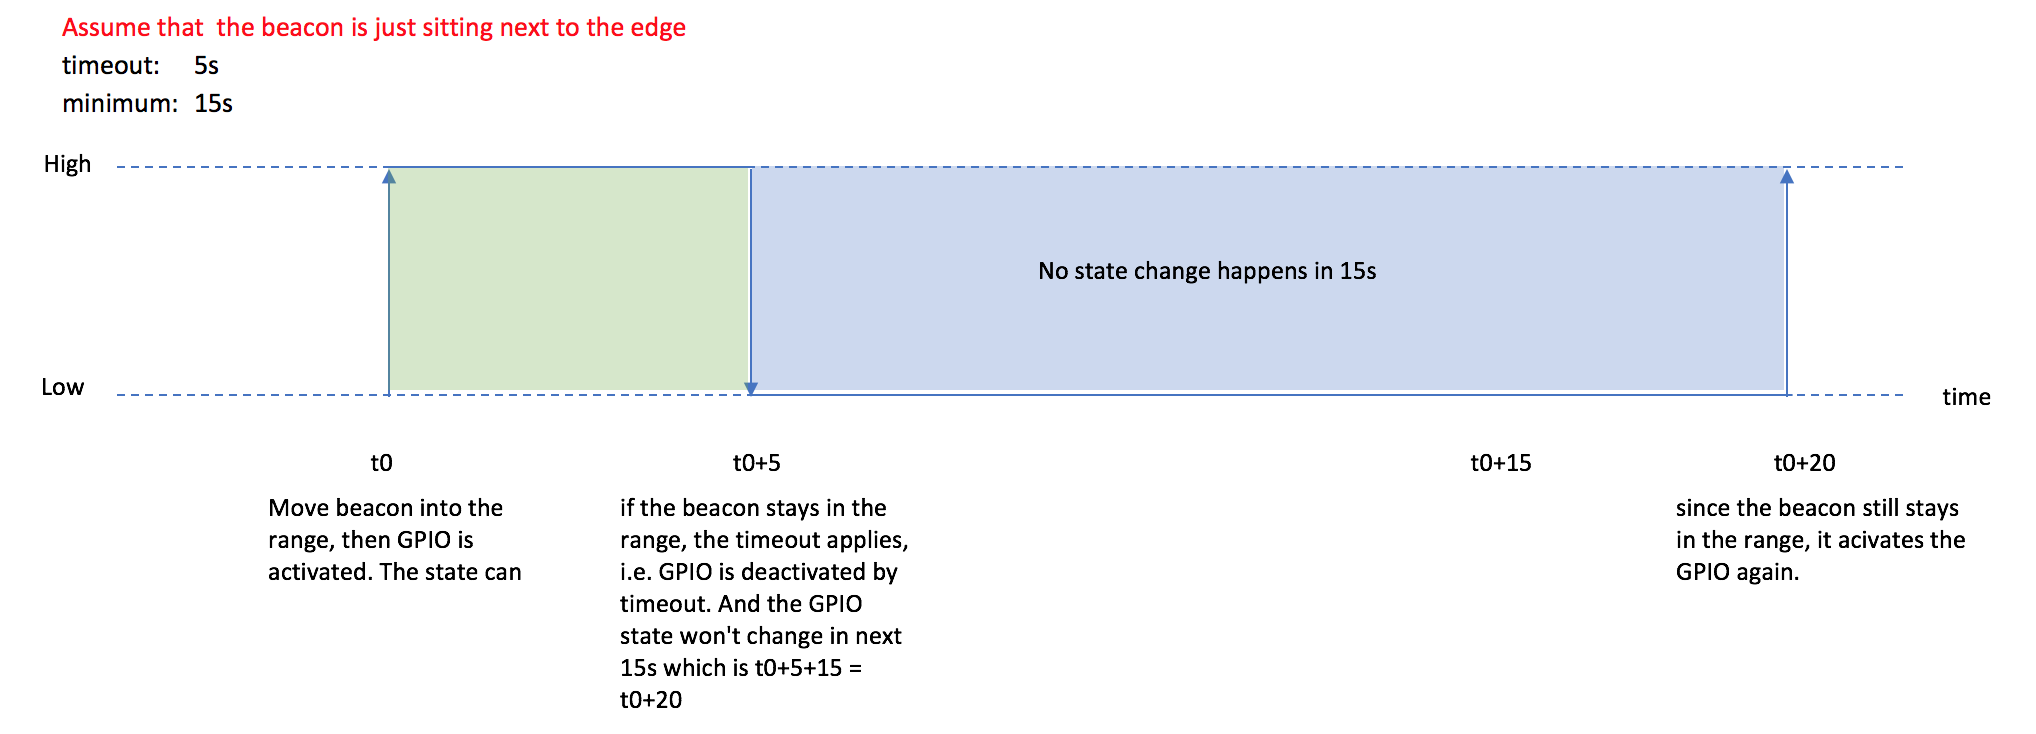 Assume that  the beacon is just sitting next to the edge
timeout: 5s
minimum: 15s
High
No state change happens in 15s
Low
time
t0
t0+5
t0+15
t0+20
Move beacon into the
range, then GPIO is
activated. The state can
if the beacon stays in the
range, the timeout applies,
i.e. GPIO is deactivated by
timeout. And the GPIO
state won't change in next
15s which is t0+5+15 =
t0+20
since the beacon still stays
in the range, it acivates the
GPIO again.